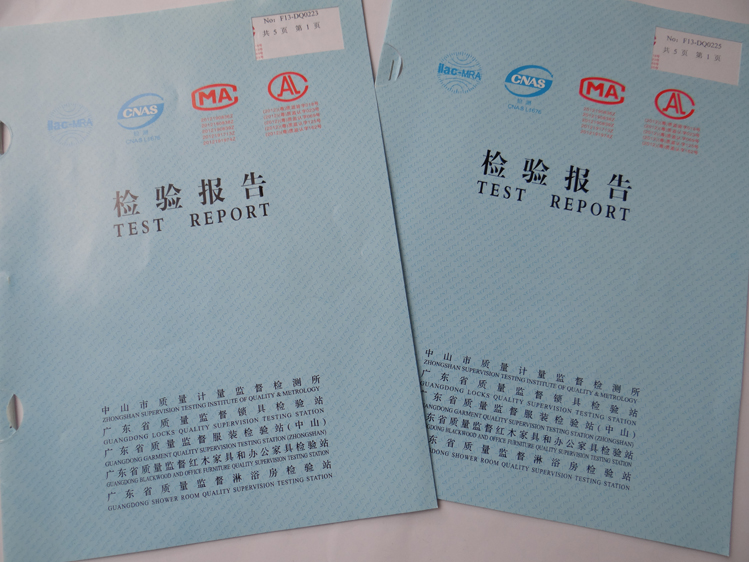 No: F13-DQ0223
共 5 页 第 1 页
ilac-MRA
CNAS
MA
AL
检验报告
TEST REPORT
中山市质量计量监督检测所
ZHONGSHAN SUPERVISION TESTING INSTITUTE OF QUALITY & METROLOGY
广东省质量监督锁具检验站
GUANGDONG LOCKS QUALITY SUPERVISION TESTING STATION
广东省质量监督服装检验站(中山)
GUANGDONG GARMENT QUALITY SUPERVISION TESTING STATION (ZHONGSHAN)
广东省质量监督红木家具和办公家具检验站
GUANGDONG BLACKWOOD AND OFFICE FURNITURE QUALITY SUPERVISION TESTING STATION
广东省质量监督淋浴房检验站
GUANGDONG SHOWER ROOM QUALITY SUPERVISION TESTING STATION
No: F13-DQ0225
共 5 页 第 1 页
ilac-MRA
CNAS
MA
AL
检验报告
TEST REPORT
中山市质量计量监督检测所
ZHONGSHAN SUPERVISION TESTING INSTITUTE OF QUALITY & METROLOGY
广东省质量监督锁具检验站
GUANGDONG LOCKS QUALITY SUPERVISION TESTING STATION
广东省质量监督服装检验站(中山)
GUANGDONG GARMENT QUALITY SUPERVISION TESTING STATION (ZHONGSHAN)
东省质量监督红木家具和办公家具检验站
BLACKWOOD AND OFFICE FURNITURE QUALITY SUPERVISION TESTING STATION
东省质量监督淋浴房检验站
SHOWER ROOM QUALITY SUPERVISION TESTING STATION